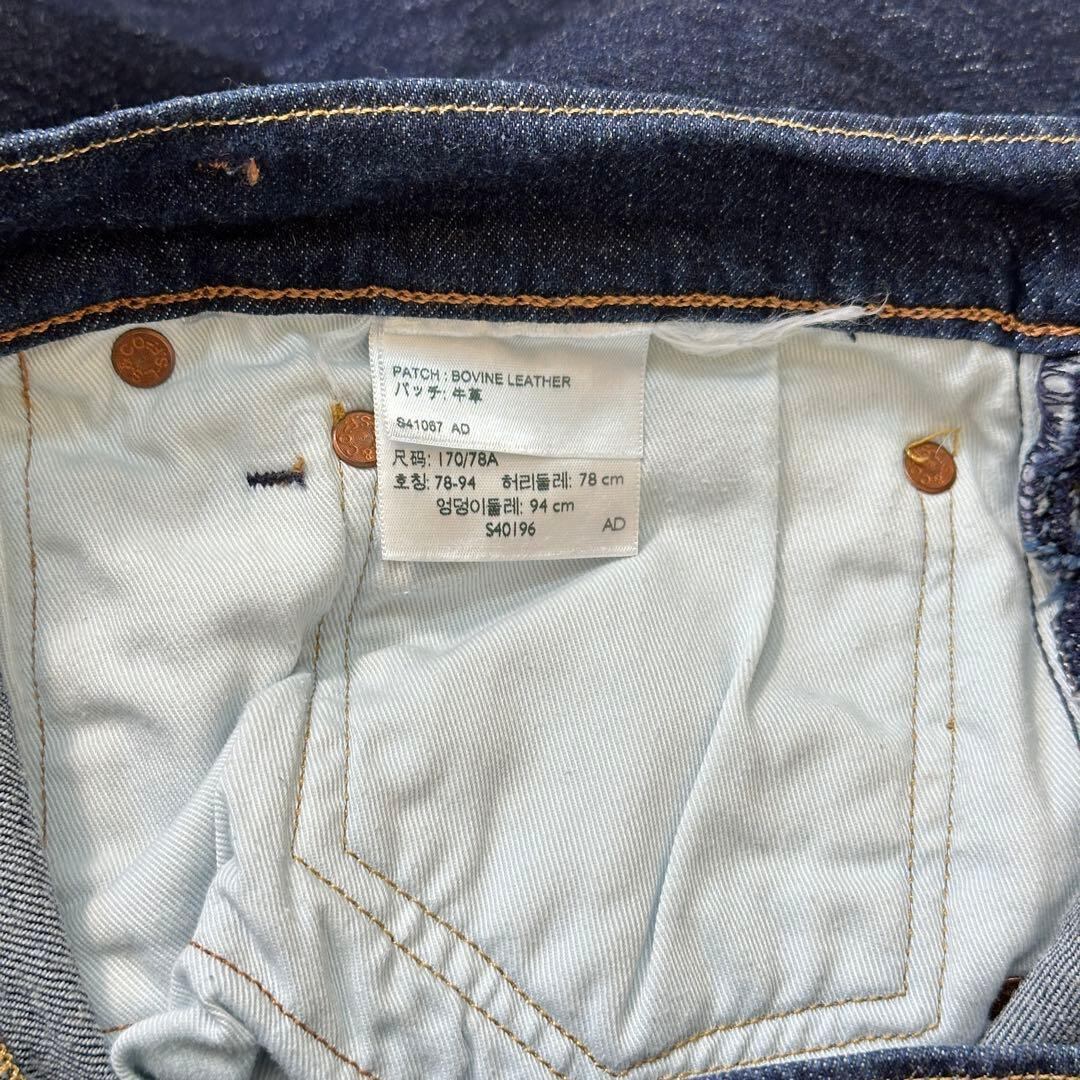 PATCH : BOVINE LEATHER
パッチ: 牛革
S41067 AD
尺码: 170/78A
호칭: 78-94 허리둘레: 78 cm
엉덩이둘레: 94 cm
S40196 AD